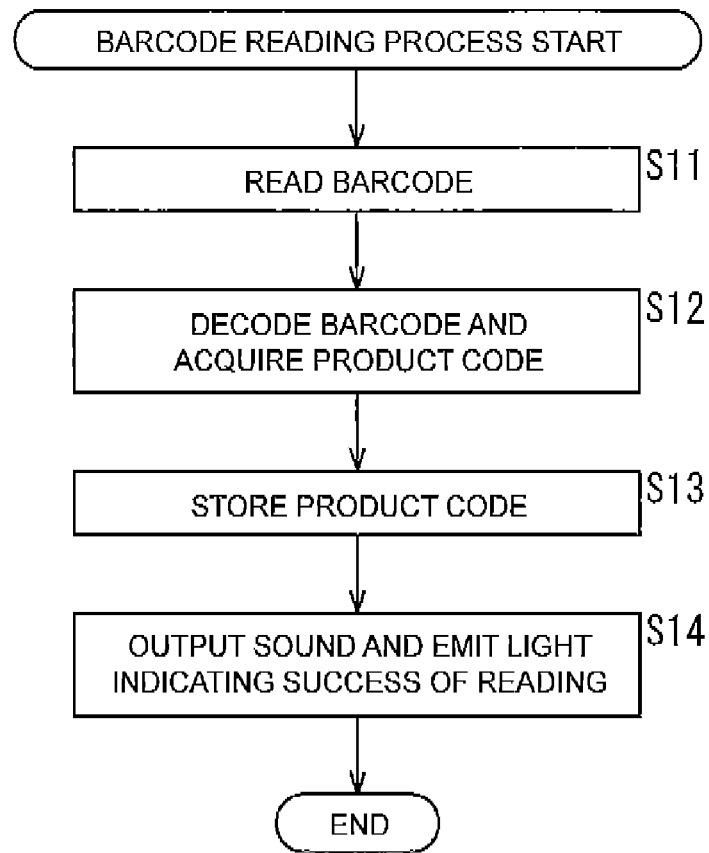 BARCODE READING PROCESS START
S11
READ BARCODE
S12
DECODE BARCODE AND
ACQUIRE PRODUCT CODE
S13
STORE PRODUCT CODE
S14
OUTPUT SOUND AND EMIT LIGHT
INDICATING SUCCESS OF READING
END